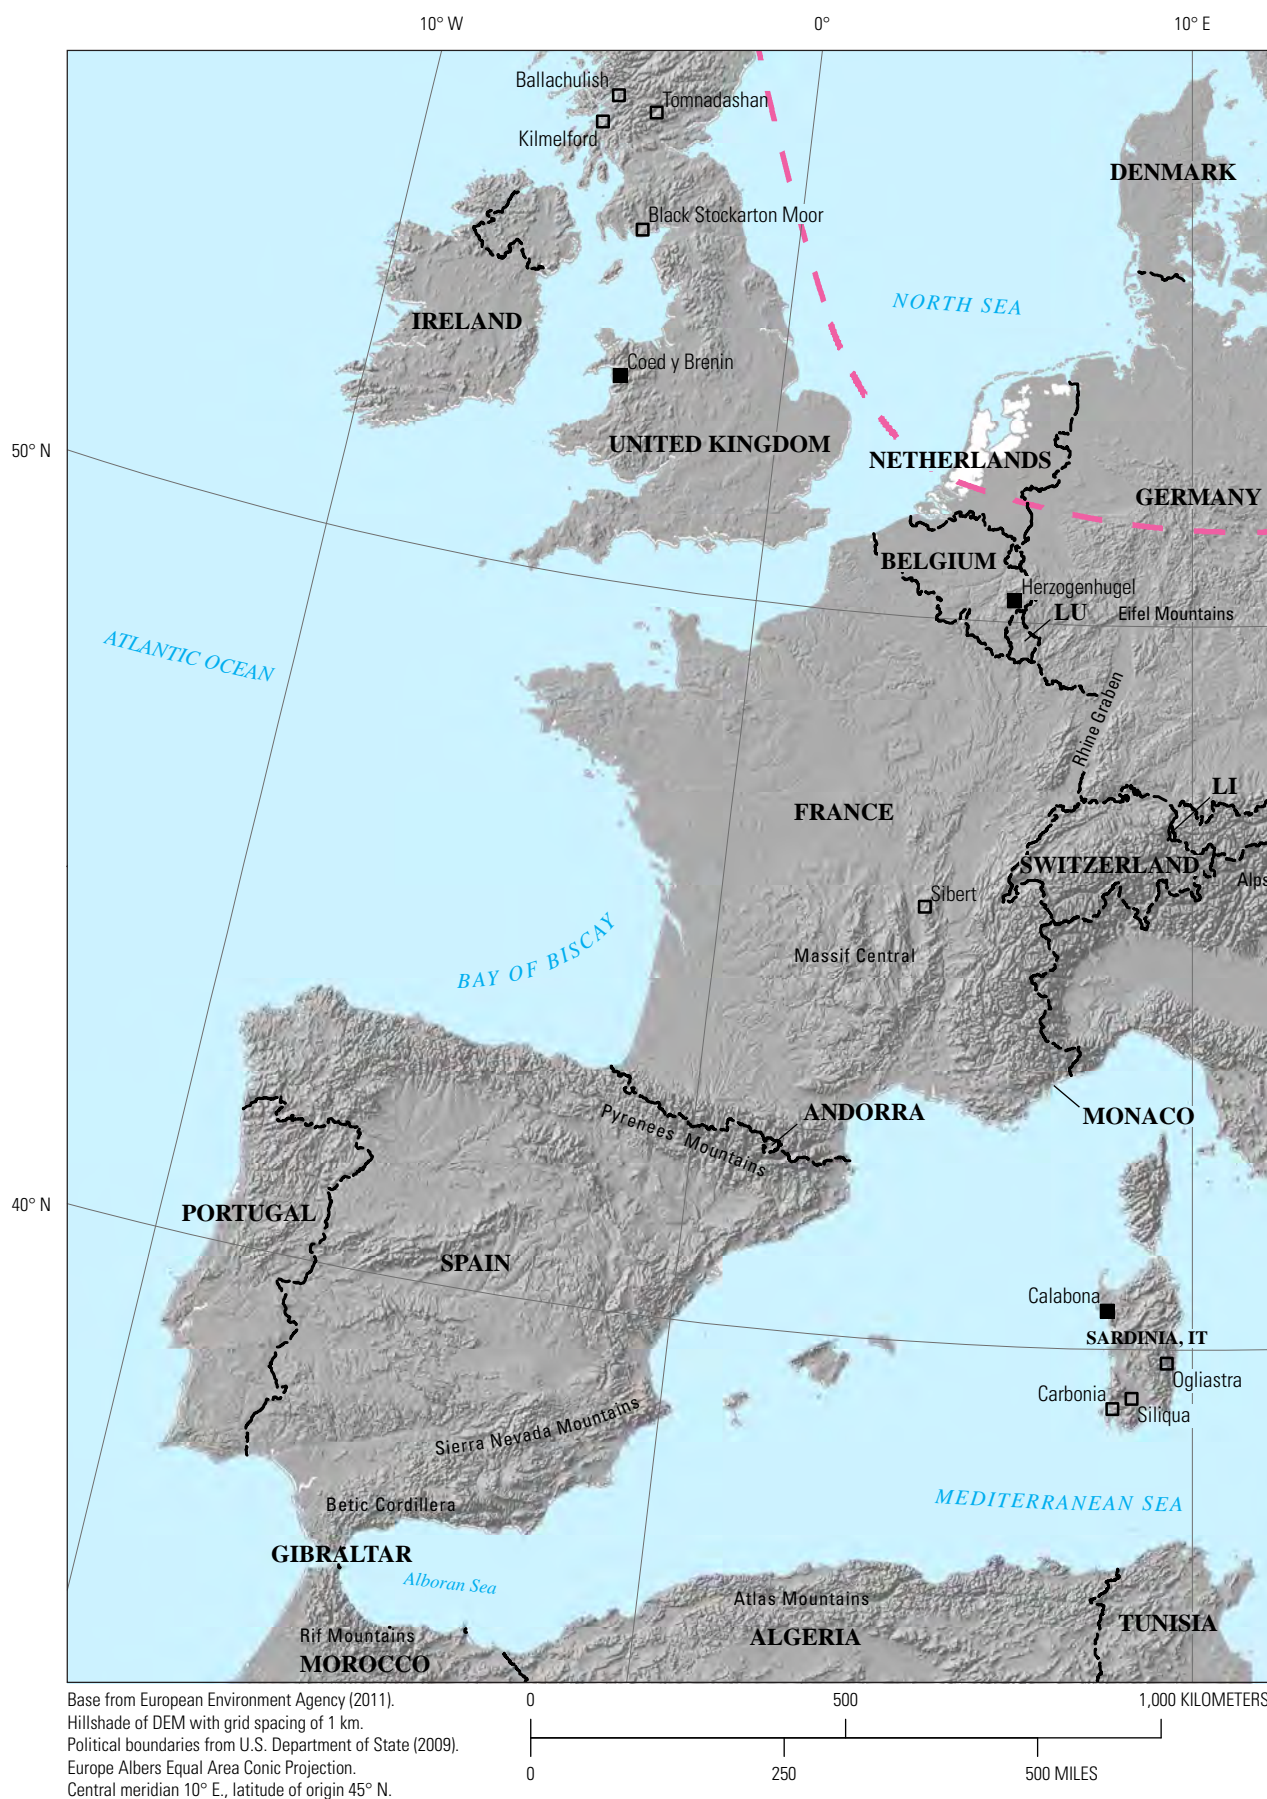 10° W
0°
10° E
Ballachulish
Tomnadashan
Kilmelford
DENMARK
Black Stockarton Moor
NORTH SEA
IRELAND
Coed y Brenin
UNITED KINGDOM
50° N
NETHERLANDS
GERMANY
BELGIUM
Herzogenhugel
LU
Eifel Mountains
ATLANTIC OCEAN
Rhine Graben
LI
FRANCE
SWITZERLAND
Alps
Sibert
BAY OF BISCAY
Massif Central
ANDORRA
MONACO
Pyrenees Mountains
40° N
PORTUGAL
SPAIN
Calabona
SARDINIA, IT
Ogliastra
Carbonia
Siliqua
Sierra Nevada Mountains
Betic Cordillera
MEDITERRANEAN SEA
GIBRALTAR
Alboran Sea
Atlas Mountains
TUNISIA
Rif Mountains
ALGERIA
MOROCCO
Base from European Environment Agency (2011).
Hillshade of DEM with grid spacing of 1 km.
Political boundaries from U.S. Department of State (2009).
Europe Albers Equal Area Conic Projection.
Central meridian 10° E., latitude of origin 45° N.
0 500 1,000 KILOMETERS
0 250 500 MILES